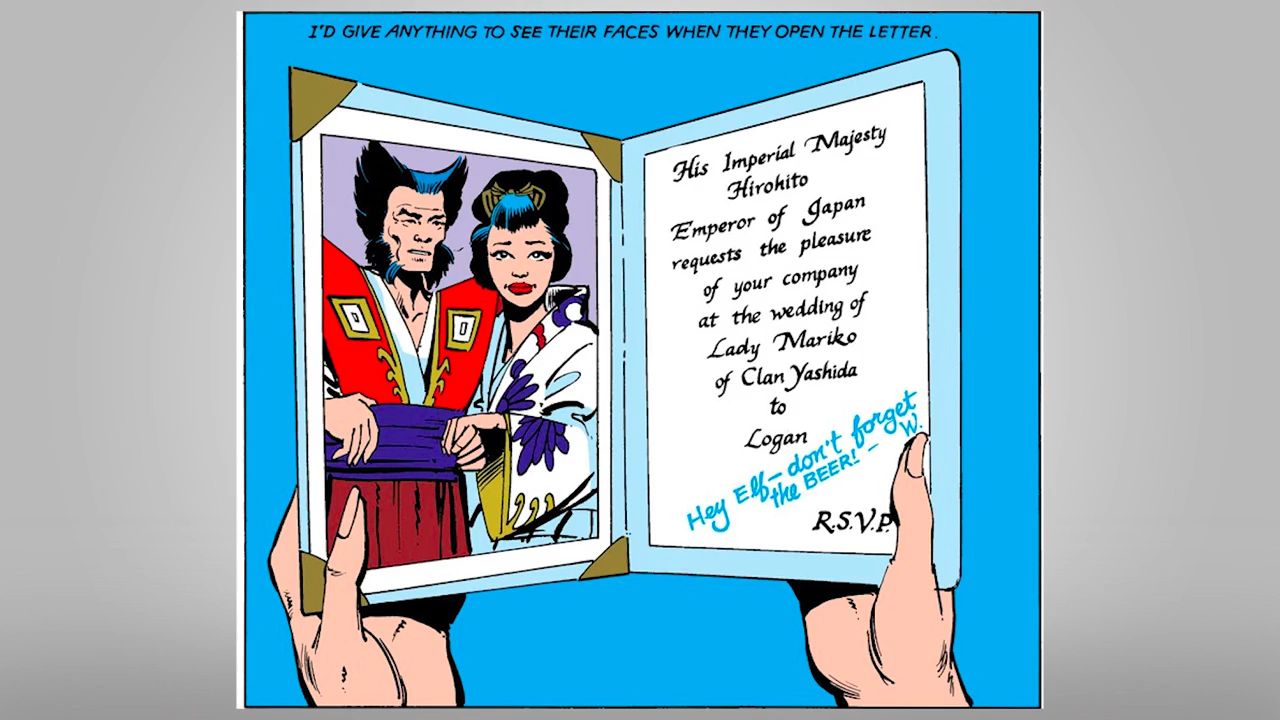 I'D GIVE ANYTHING TO SEE THEIR FACES WHEN THEY OPEN THE LETTER.
His Imperial Majesty
Hirohito
Emperor of Japan
requests the pleasure
of your company
at the wedding of
Lady Mariko
of Clan Yashida
to
Logan
Hey Elf- don't forget
the BEER! - W.
R.S.V.P.